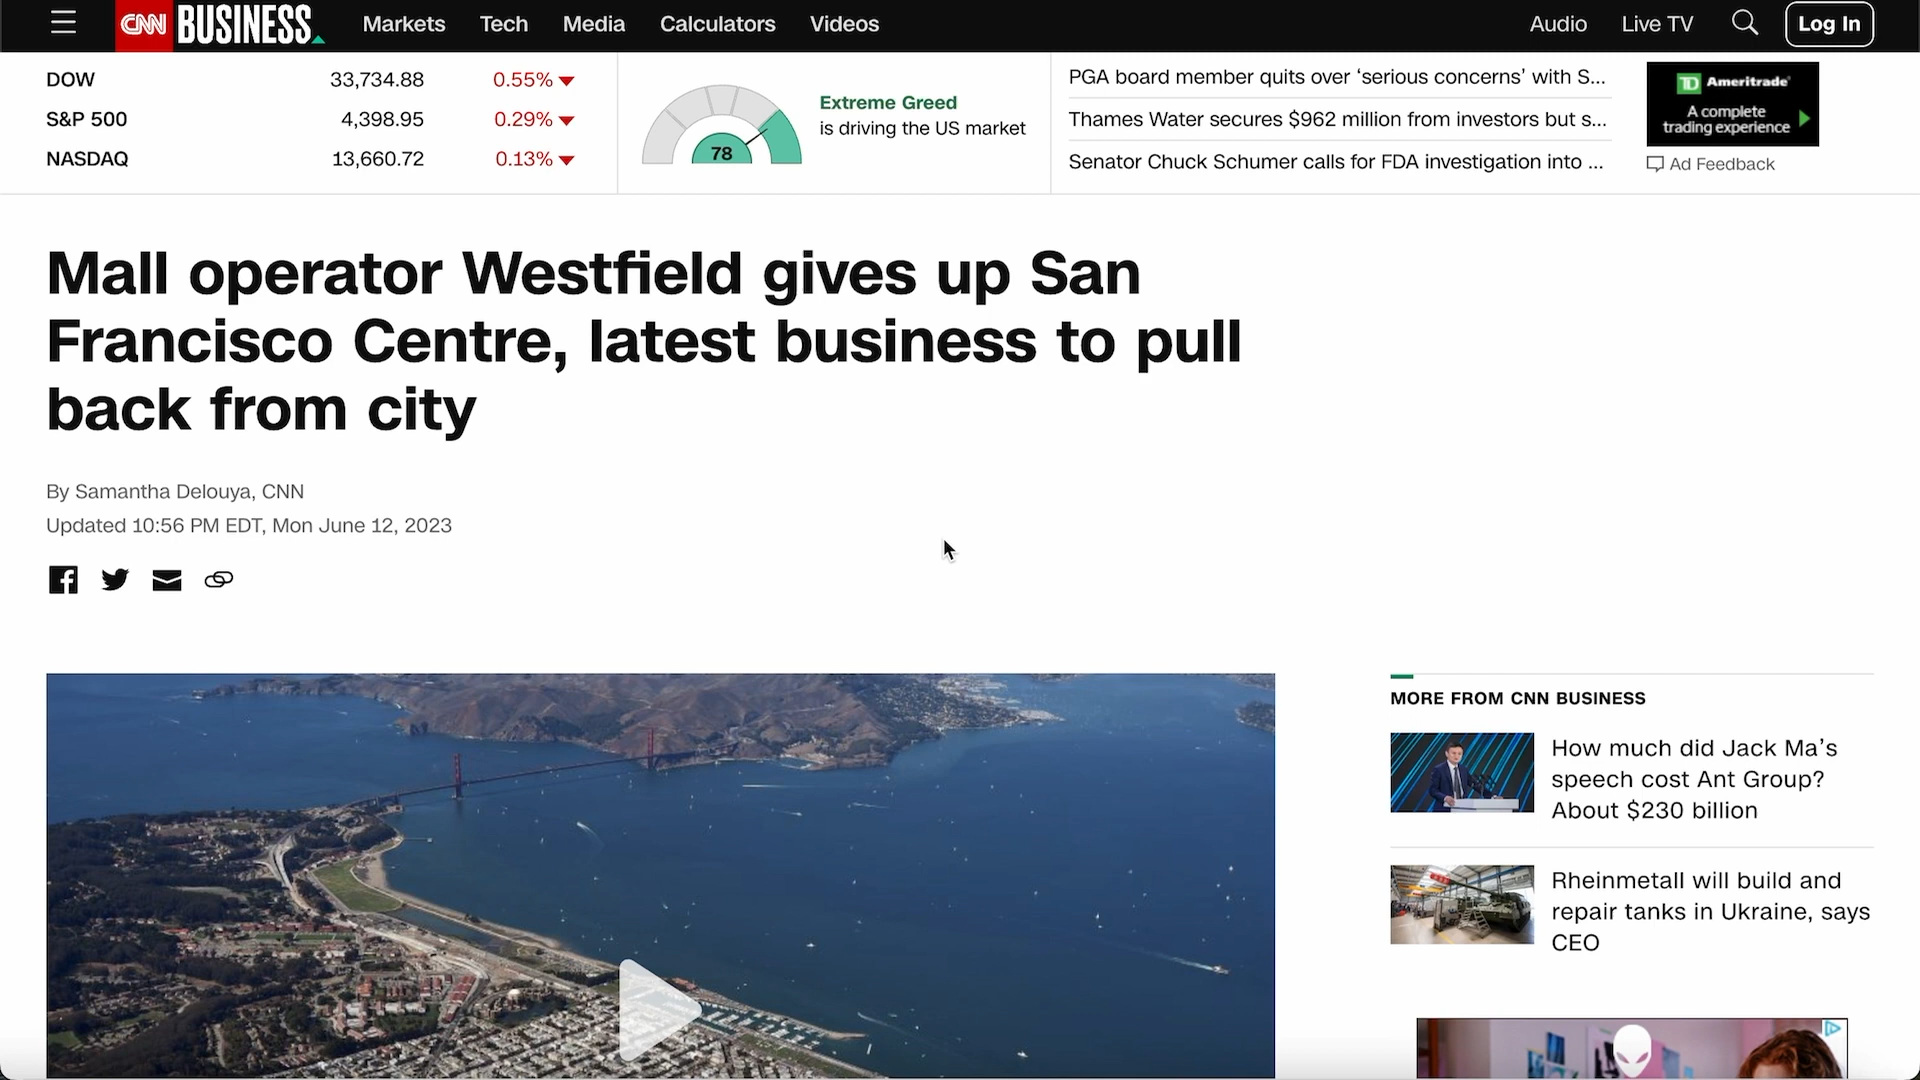 CNN BUSINESS
Markets
Tech
Media
Calculators
Videos
Audio
Live TV
Log In
DOW 33,734.88 0.55%
S&P 500 4,398.95 0.29%
NASDAQ 13,660.72 0.13%
78
Extreme Greed
is driving the US market
PGA board member quits over ‘serious concerns’ with S...
Thames Water secures $962 million from investors but s...
Senator Chuck Schumer calls for FDA investigation into ...
TD Ameritrade
A complete
trading experience
Ad Feedback
Mall operator Westfield gives up San
Francisco Centre, latest business to pull
back from city
By Samantha Delouya, CNN
Updated 10:56 PM EDT, Mon June 12, 2023
MORE FROM CNN BUSINESS
How much did Jack Ma’s
speech cost Ant Group?
About $230 billion
Rheinmetall will build and
repair tanks in Ukraine, says
CEO